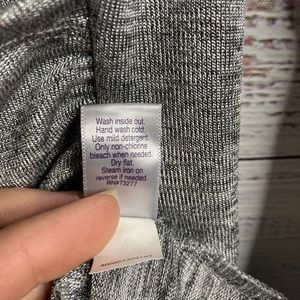 Wash inside out.
Hand wash cold.
Use mild detergent.
Only non-chlorine
bleach when needed.
Dry flat.
Steam iron on
reverse if needed.
RN#73277